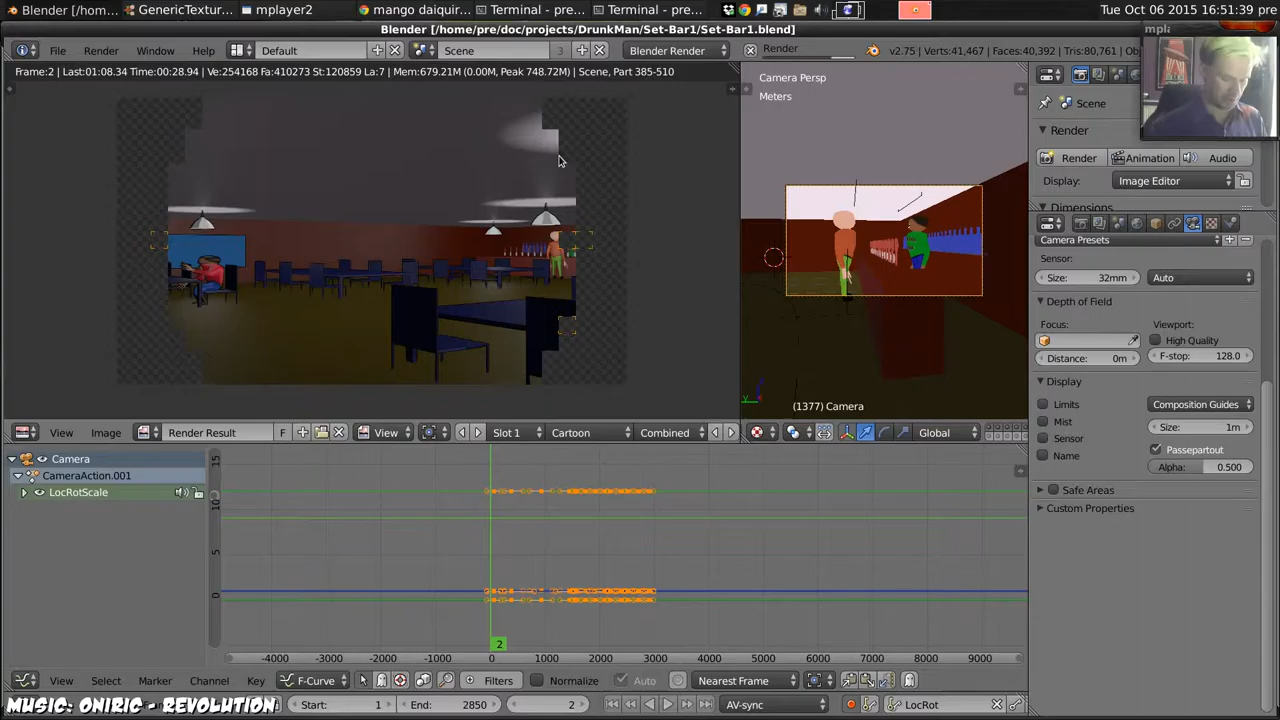 Blender [/hom...
GenericTextur...
mplayer2
mango daiquir...
Terminal - pre...
Terminal - pre...
Tue Oct 06 2015 16:51:39 pre
Blender [/home/pre/doc/projects/DrunkMan/Set-Bar1/Set-Bar1.blend]
mpla
File Render Window Help Default Scene 3 Blender Render Render v2.75 | Verts:41,467 | Faces:40,392 | Tris:80,761
Frame:2 | Last:01:08.34 Time:00:28.94 | Ve:254168 Fa:410273 St:120859 La:7 | Mem:679.21M (0.00M, Peak 748.72M) | Scene, Part 385-510
Camera Persp
Meters
(1377) Camera
Scene
Render
Render Animation Audio
Display: Image Editor
Dimensions
Camera Presets
Sensor:
Size: 32mm Auto
Depth of Field
Focus: Viewport:
High Quality
Distance: 0m F-stop: 128.0
Display
Limits Composition Guides
Mist Size: 1m
Sensor Passepartout
Name Alpha: 0.500
Safe Areas
Custom Properties
View Image Render Result F View Slot 1 Cartoon Combined Global
Camera
CameraAction.001
LocRotScale
15
10
5
0
2
-4000 -3000 -2000 -1000 0 1000 2000 3000 4000 5000 6000 7000 8000 9000
View Select Marker Channel Key F-Curve Filters Normalize Auto Nearest Frame
MUSIC: ONIRIC - REVOLUTION
Start: 1 End: 2850 2 AV-sync LocRot